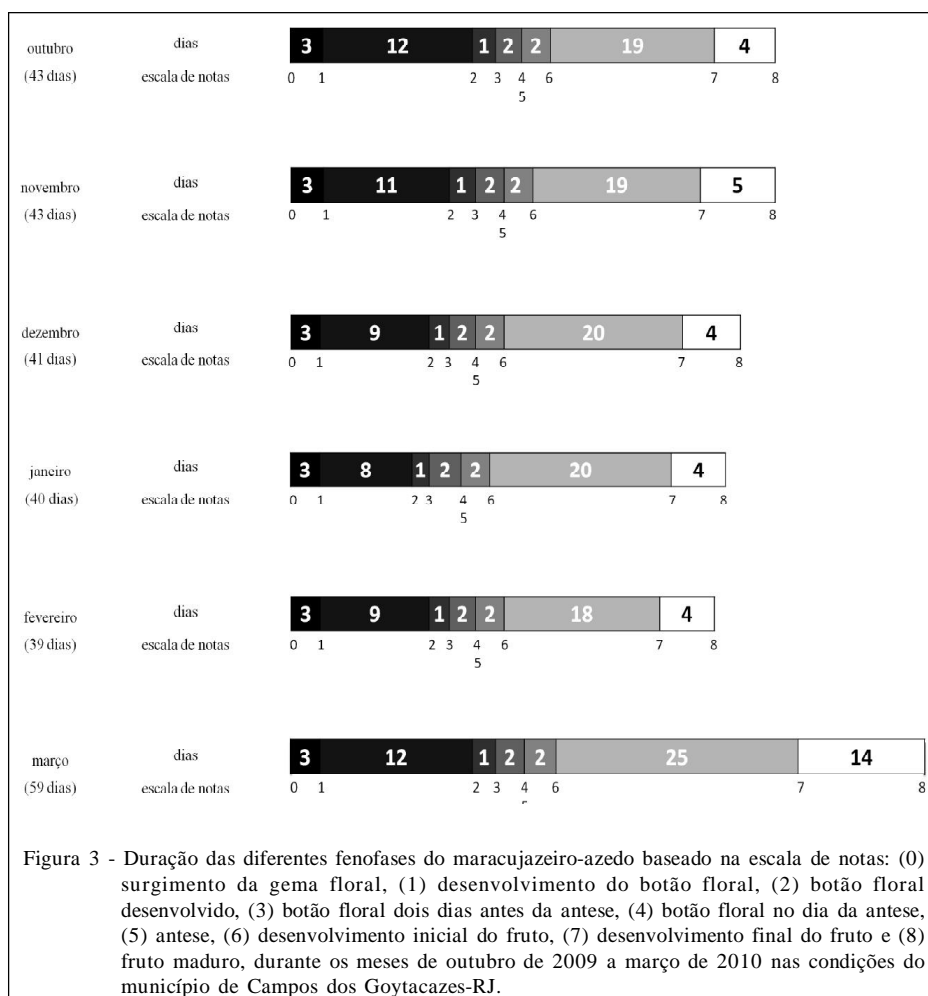 outubro dias 3 12 1 2 2 19 4
(43 dias) escala de notas 0 1 2 3 4 6 7 8
5
novembro dias 3 11 1 2 2 19 5
(43 dias) escala de notas 0 1 2 3 4 6 7 8
5
dezembro dias 3 9 1 2 2 20 4
(41 dias) escala de notas 0 1 2 3 4 6 7 8
5
janeiro dias 3 8 1 2 2 20 4
(40 dias) escala de notas 0 1 2 3 4 6 7 8
5
fevereiro dias 3 9 1 2 2 18 4
(39 dias) escala de notas 0 1 2 3 4 6 7 8
5
março dias 3 12 1 2 2 25 14
(59 dias) escala de notas 0 1 2 3 4 6 7 8
Figura 3 - Duração das diferentes fenofases do maracujazeiro-azedo baseado na escala de notas: (0)
surgimento da gema floral, (1) desenvolvimento do botão floral, (2) botão floral
desenvolvido, (3) botão floral dois dias antes da antese, (4) botão floral no dia da antese,
(5) antese, (6) desenvolvimento inicial do fruto, (7) desenvolvimento final do fruto e (8)
fruto maduro, durante os meses de outubro de 2009 a março de 2010 nas condições do
município de Campos dos Goytacazes-RJ.